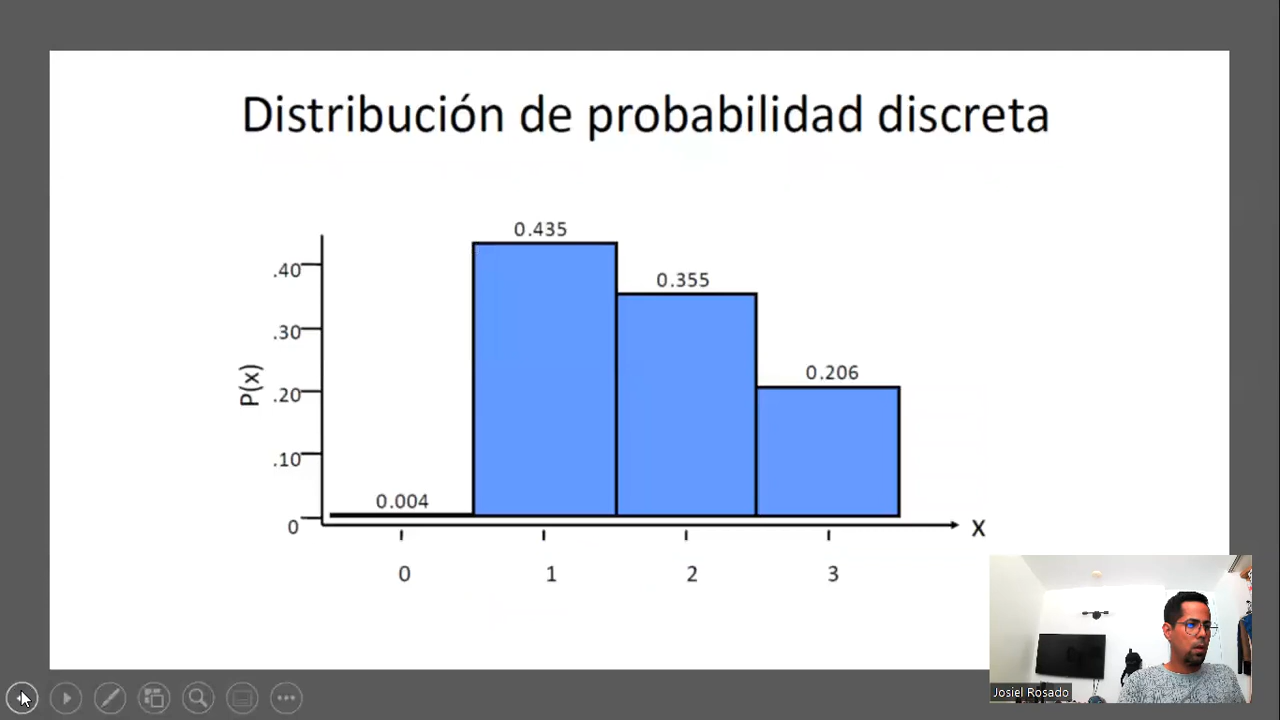 Distribución de probabilidad discreta
0.435
.40
0.355
.30
0.206
P(x)
.20
.10
0.004
0
X
0 1 2 3
Josiel Rosado